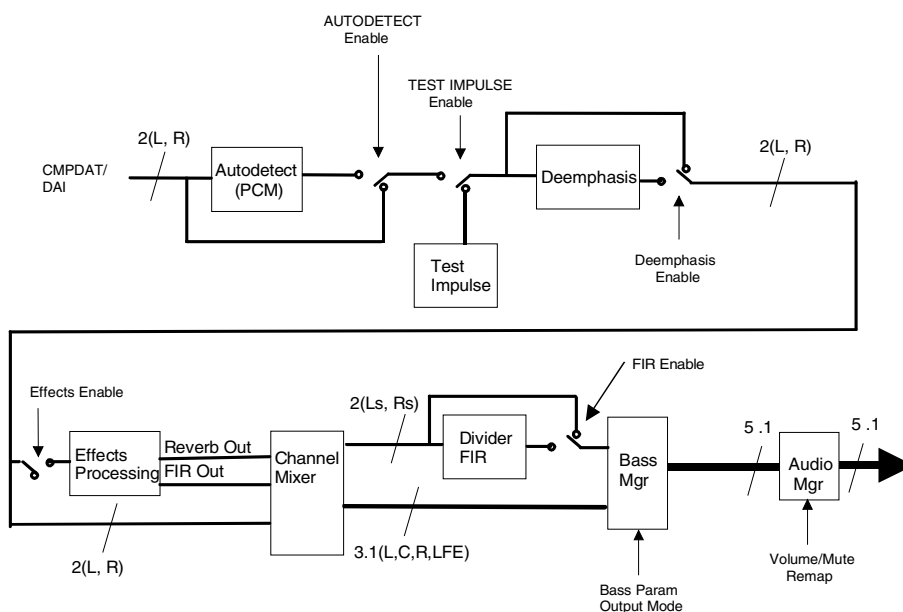 AUTODETECT
Enable
TEST IMPULSE
Enable
2(L, R)
CMPDAT/
DAI
Autodetect
(PCM)
Deemphasis
2(L, R)
Test
Impulse
Deemphasis
Enable
FIR Enable
Effects Enable
2(Ls, Rs)
Effects
Processing
Reverb Out
FIR Out
Channel
Mixer
Divider
FIR
Bass
Mgr
5 .1
5 .1
Audio
Mgr
2(L, R)
3.1(L,C,R,LFE)
Volume/Mute
Remap
Bass Param
Output Mode